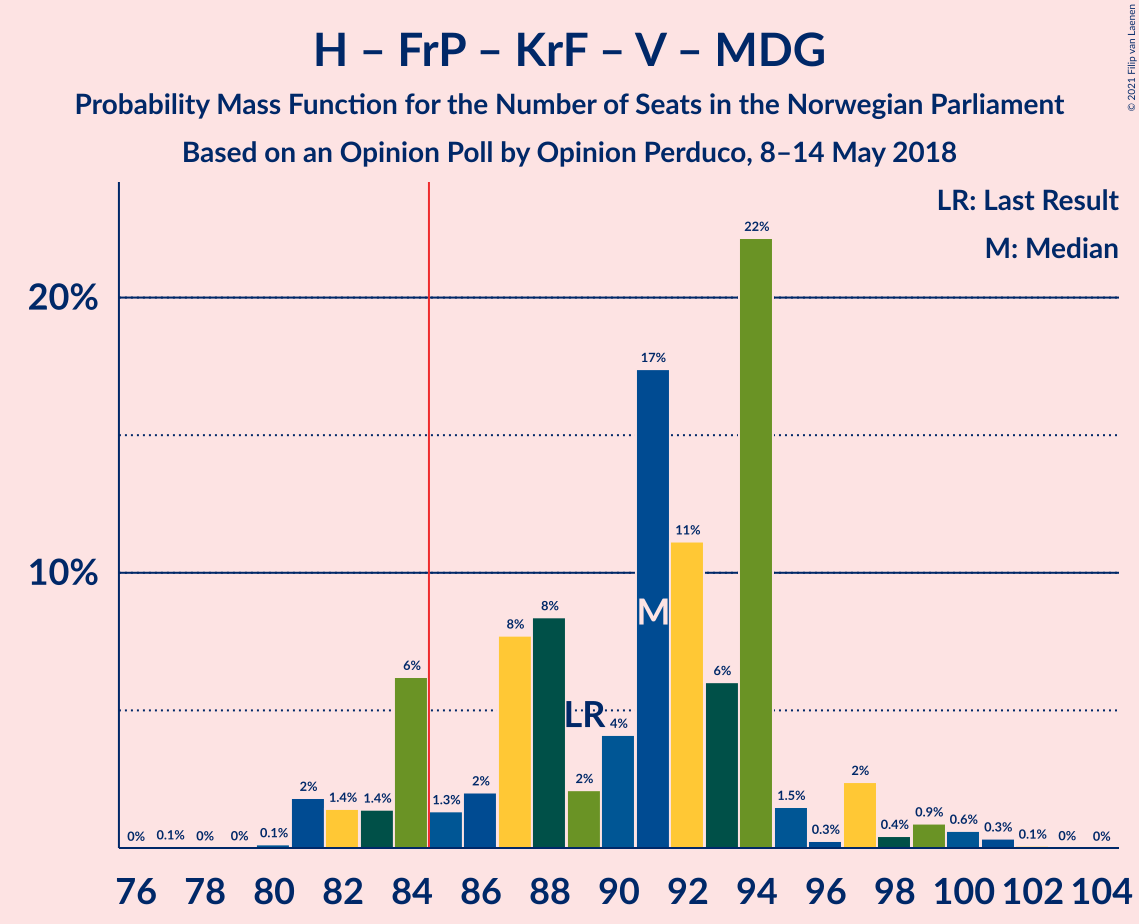 H – FrP – KrF – V – MDG
Probability Mass Function for the Number of Seats in the Norwegian Parliament
Based on an Opinion Poll by Opinion Perduco, 8–14 May 2018
© 2021 Filip van Laenen
LR: Last Result
M: Median
20%
10%
0% 0.1% 0% 0% 0.1% 2% 1.4% 1.4% 6% 1.3% 2% 8% 8% 2% 4% 17% 11% 6% 22% 1.5% 0.3% 2% 0.4% 0.9% 0.6% 0.3% 0.1% 0% 0%
LR
M
76 78 80 82 84 86 88 90 92 94 96 98 100 102 104